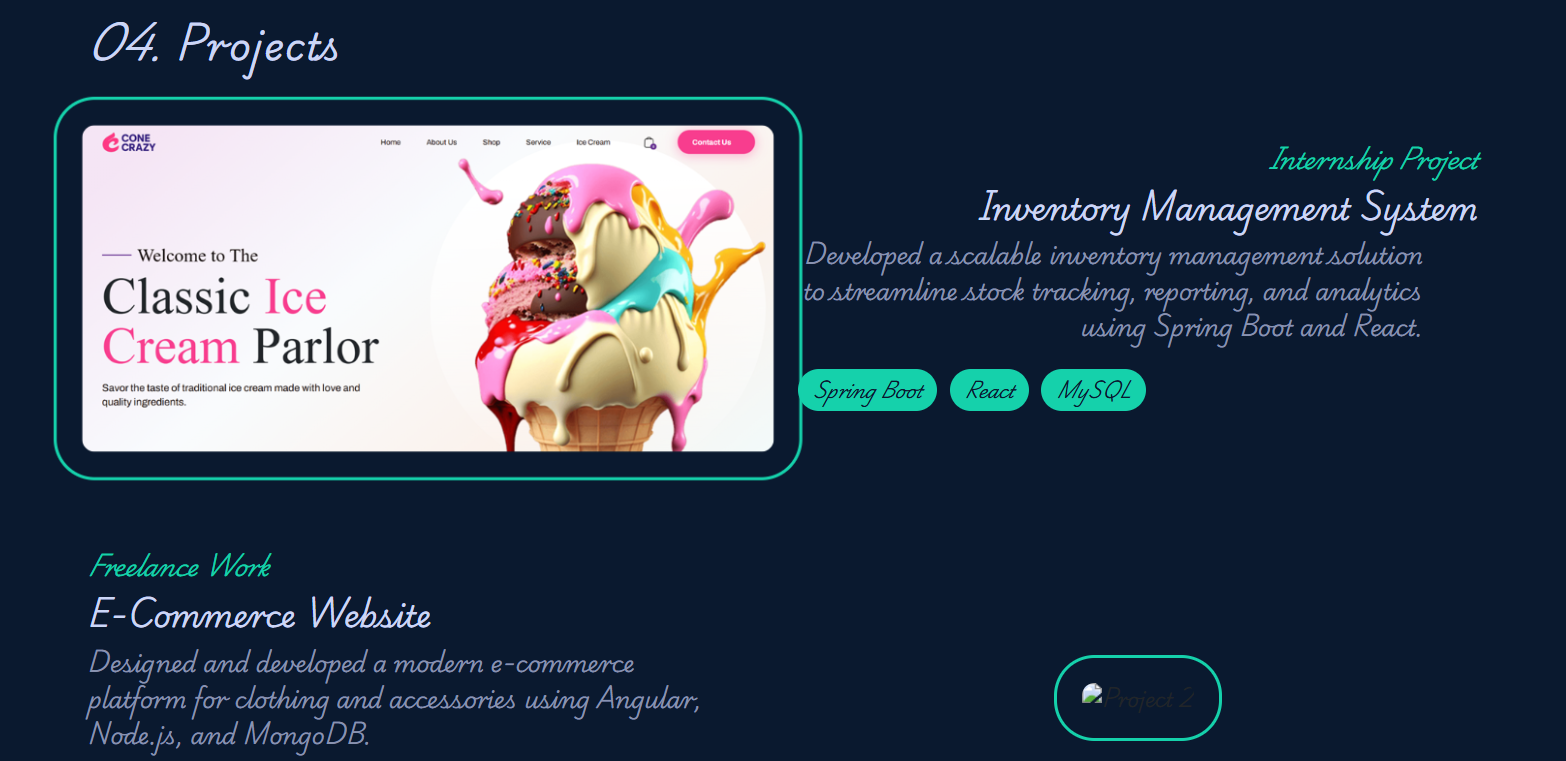 04. Projects
CONE
CRAZY
Home About Us Shop Service Ice Cream Contact Us
Welcome to The
Classic Ice
Cream Parlor
Savor the taste of traditional ice cream made with love and
quality ingredients.
Internship Project
Inventory Management System
Developed a scalable inventory management solution
to streamline stock tracking, reporting, and analytics
using Spring Boot and React.
Spring Boot React MySQL
Freelance Work
E-Commerce Website
Designed and developed a modern e-commerce
platform for clothing and accessories using Angular,
Node.js, and MongoDB.
Project 2